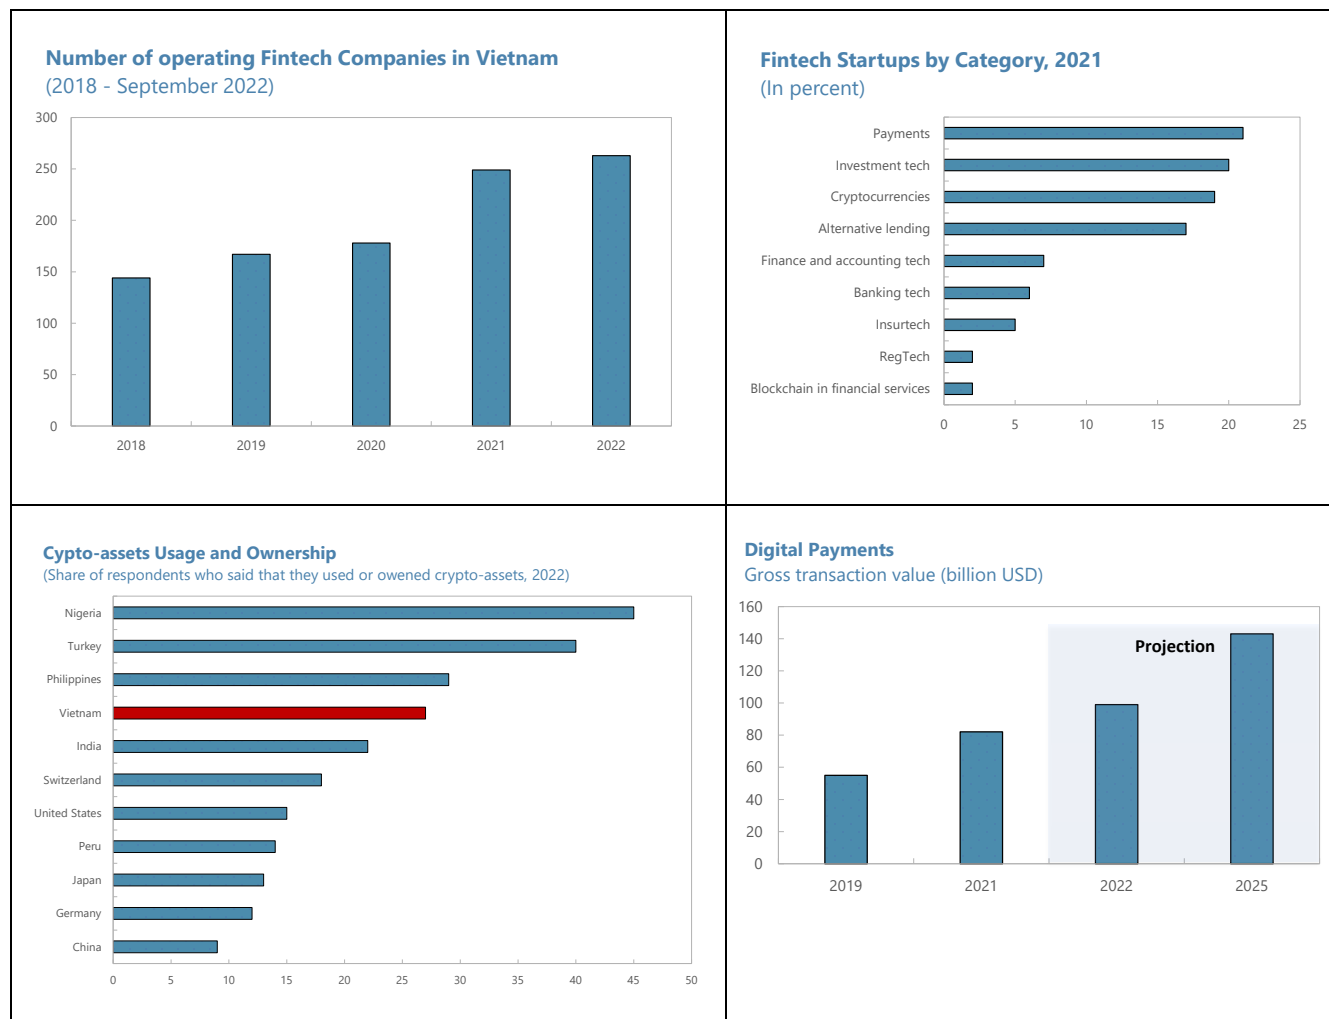 Number of operating Fintech Companies in Vietnam
(2018 - September 2022)
300
250
200
150
100
50
0
2018 2019 2020 2021 2022
Fintech Startups by Category, 2021
(In percent)
Payments
Investment tech
Cryptocurrencies
Alternative lending
Finance and accounting tech
Banking tech
Insurtech
RegTech
Blockchain in financial services
0 5 10 15 20 25
Cypto-assets Usage and Ownership
(Share of respondents who said that they used or owened crypto-assets, 2022)
Nigeria
Turkey
Philippines
Vietnam
India
Switzerland
United States
Peru
Japan
Germany
China
0 5 10 15 20 25 30 35 40 45 50
Digital Payments
Gross transaction value (billion USD)
160
140
120
100
80
60
40
20
0
Projection
2019 2021 2022 2025